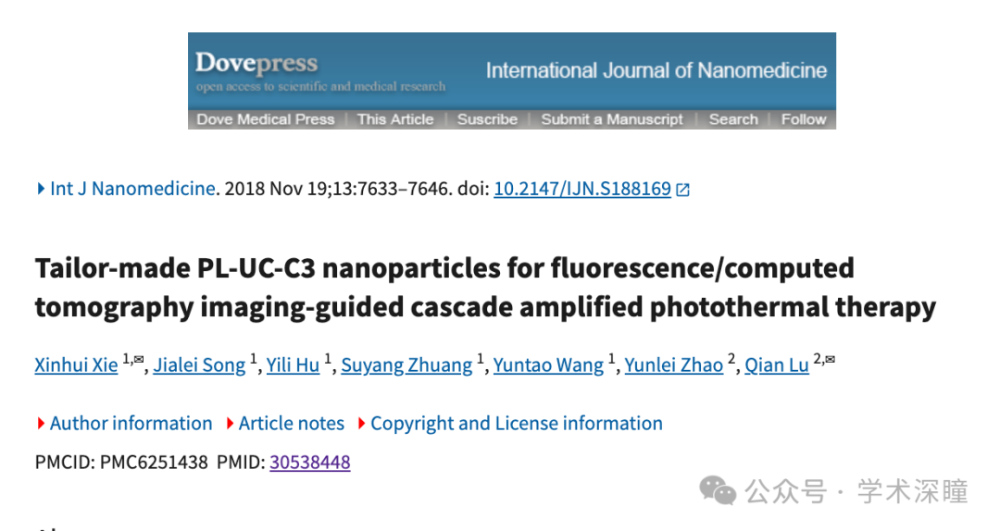 Dovepress
open access to scientific and medical research
International Journal of Nanomedicine
Dove Medical Press | This Article | Suscribe | Submit a Manuscript | Search | Follow
Int J Nanomedicine. 2018 Nov 19;13:7633–7646. doi: 10.2147/IJN.S188169
Tailor-made PL-UC-C3 nanoparticles for fluorescence/computed
tomography imaging-guided cascade amplified photothermal therapy
Xinhui Xie 1,✉, Jialei Song 1, Yili Hu 1, Suyang Zhuang 1, Yuntao Wang 1, Yunlei Zhao 2, Qian Lu 2,✉
Author information Article notes Copyright and License information
PMCID: PMC6251438 PMID: 30538448
公众号 · 学术深瞳